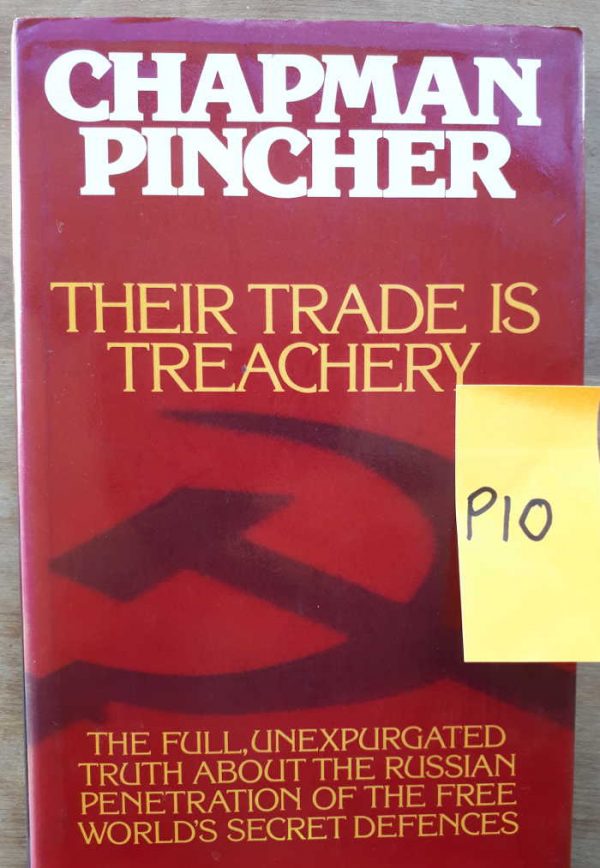 CHAPMAN
PINCHER
THEIR TRADE IS
TREACHERY
P10
THE FULL, UNEXPURGATED
TRUTH ABOUT THE RUSSIAN
PENETRATION OF THE FREE
WORLD'S SECRET DEFENCES